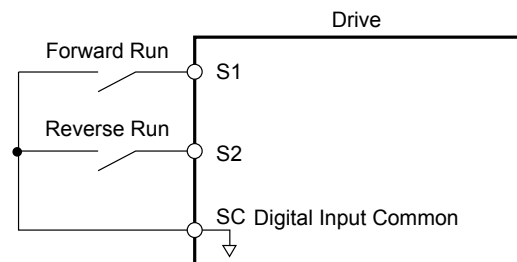 Drive
Forward Run
S1
Reverse Run
S2
SC Digital Input Common